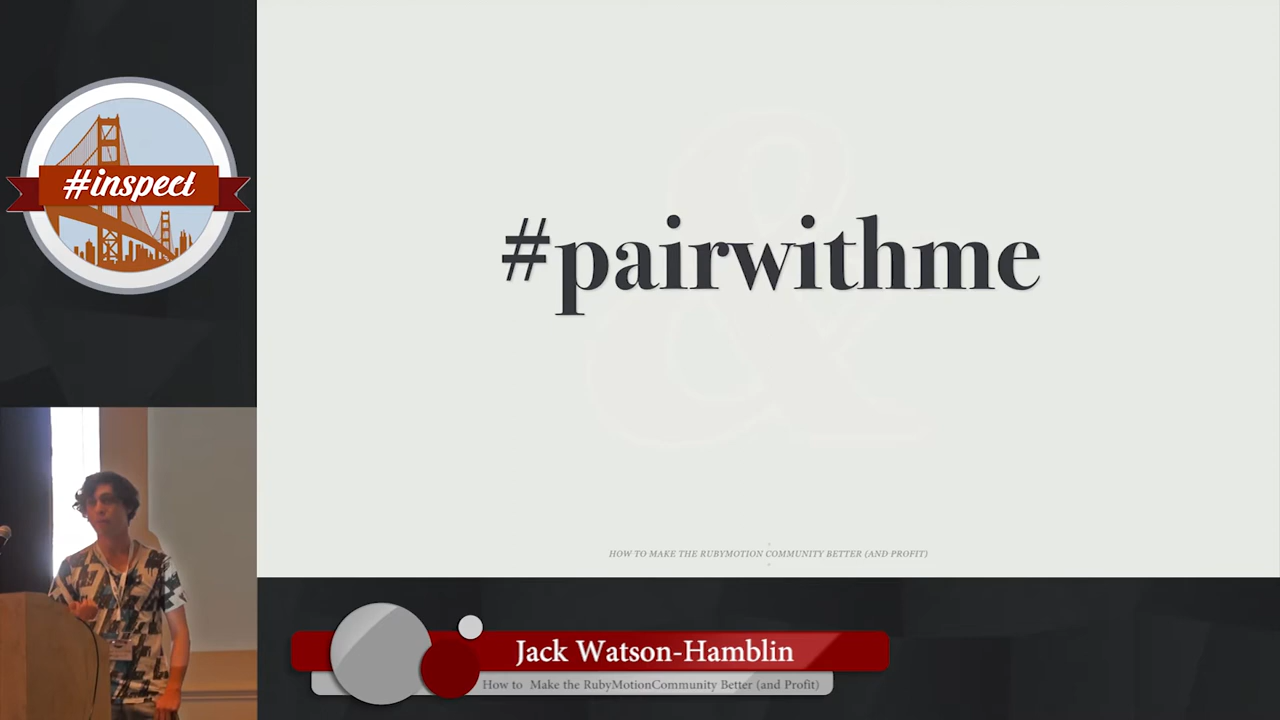 #inspect
#pairwithme
HOW TO MAKE THE RUBYMOTION COMMUNITY BETTER (AND PROFIT)
Jack Watson-Hamblin
How to Make the RubyMotionCommunity Better (and Profit)